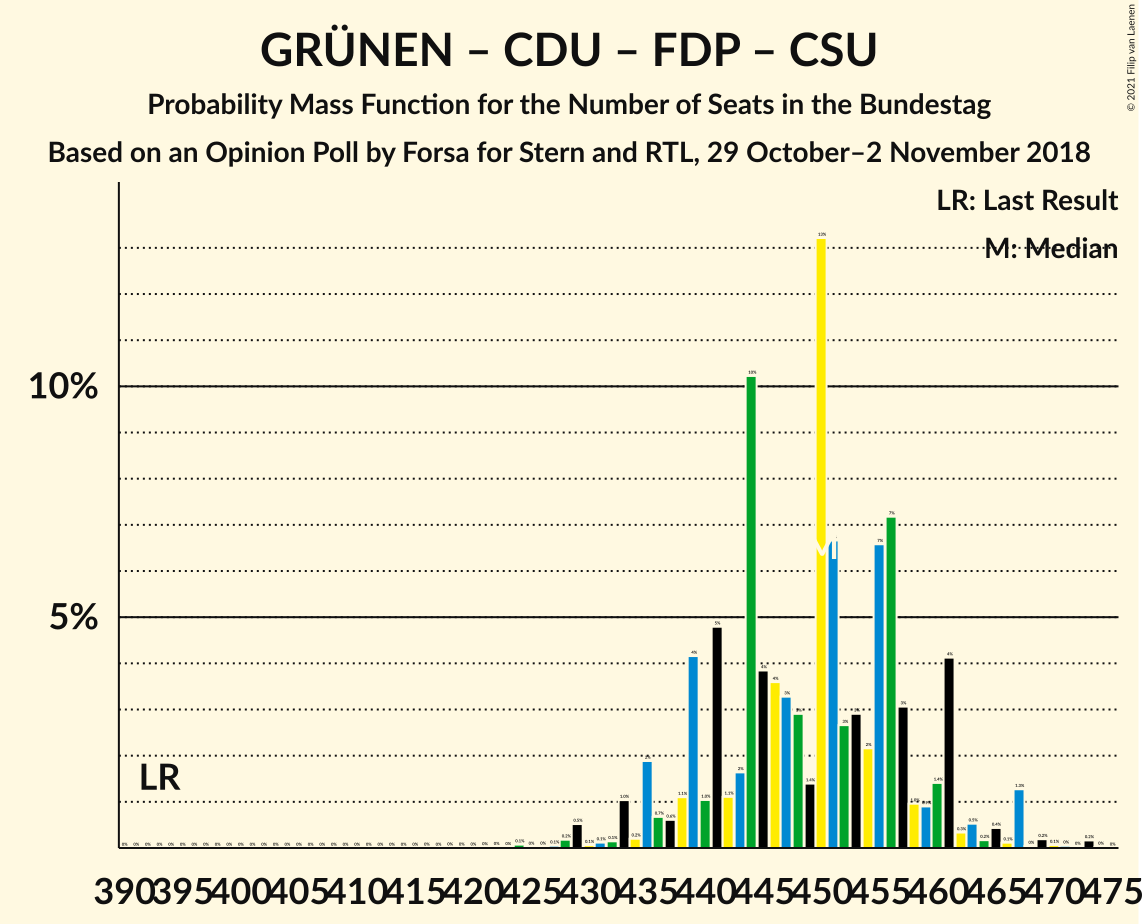 GRÜNEN – CDU – FDP – CSU
Probability Mass Function for the Number of Seats in the Bundestag
Based on an Opinion Poll by Forsa for Stern and RTL, 29 October–2 November 2018
© 2021 Filip van Laenen
LR: Last Result
M: Median
10%
5%
LR
M
390 395 400 405 410 415 420 425 430 435 440 445 450 455 460 465 470 475